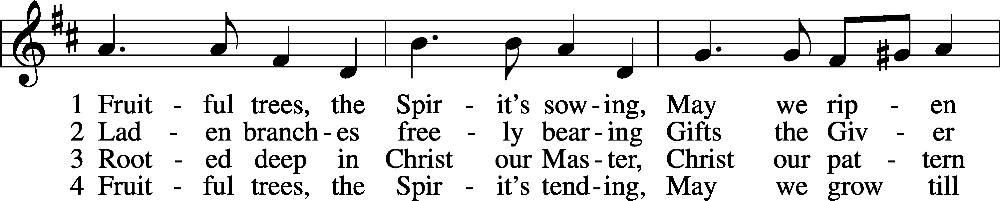 1 Fruit - ful trees, the Spir - it's sow - ing, May we rip - en
2 Lad - en branch - es free - ly bear - ing Gifts the Giv - er
3 Root - ed deep in Christ our Mas - ter, Christ our pat - tern
4 Fruit - ful trees, the Spir - it's tend - ing, May we grow till